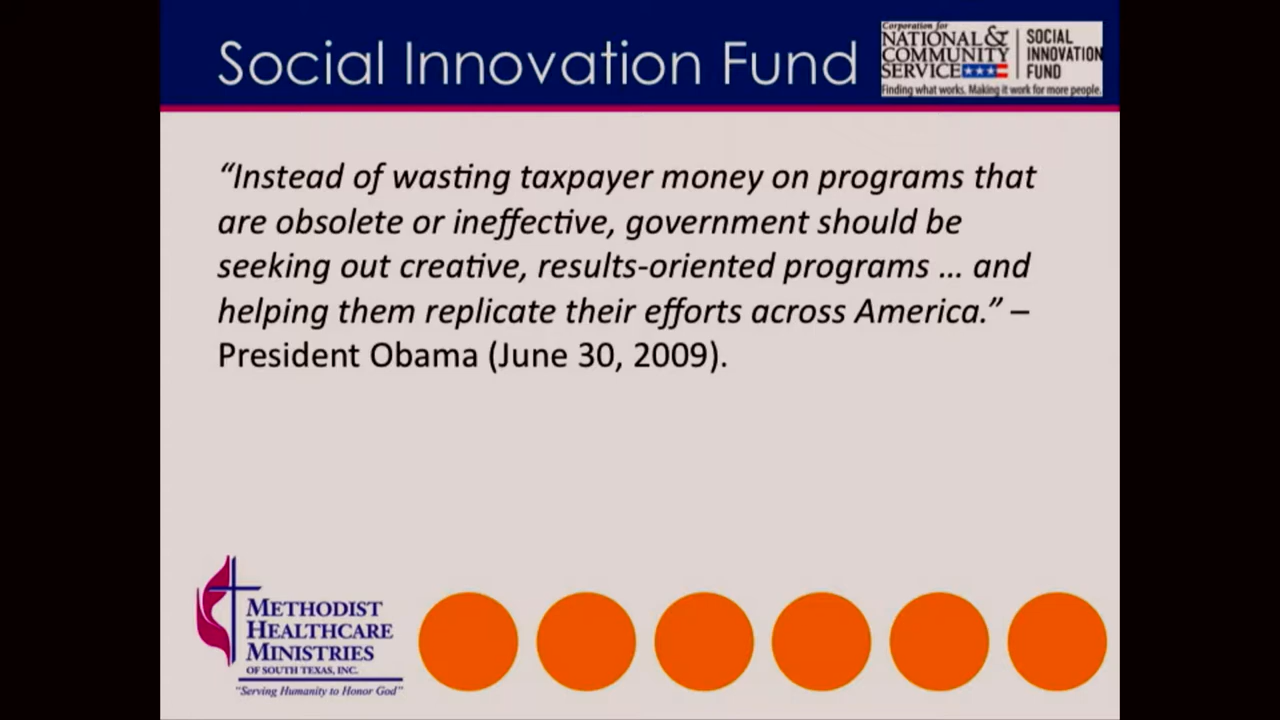 Social Innovation Fund
Corporation for
NATIONAL &
COMMUNITY
SERVICE
SOCIAL
INNOVATION
FUND
Finding what works. Making it work for more people.
“Instead of wasting taxpayer money on programs that
are obsolete or ineffective, government should be
seeking out creative, results-oriented programs … and
helping them replicate their efforts across America.” –
President Obama (June 30, 2009).
METHODIST
HEALTHCARE
MINISTRIES
OF SOUTH TEXAS, INC.
"Serving Humanity to Honor God"